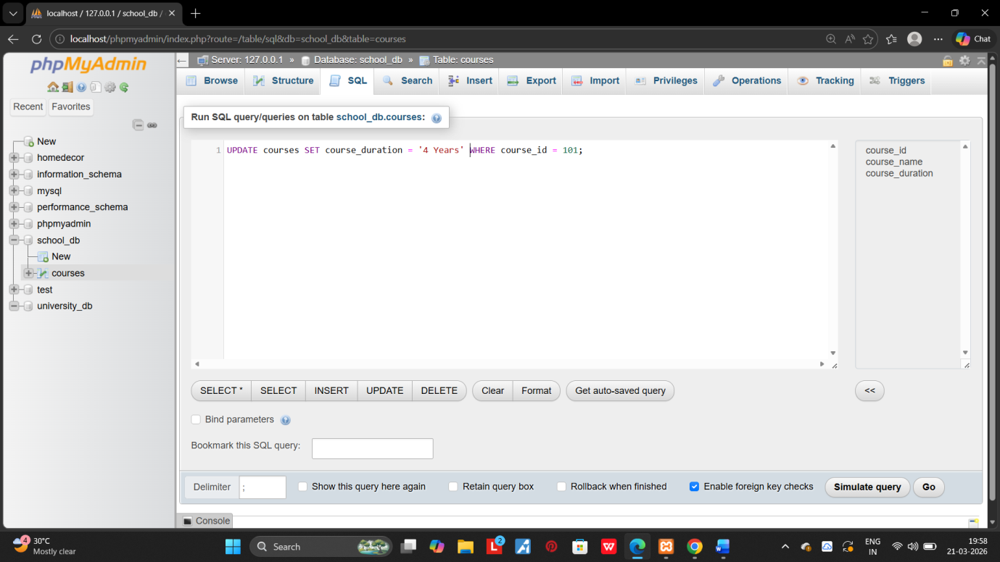 localhost / 127.0.0.1 / school_db /
localhost/phpmyadmin/index.php?route=/table/sql&db=school_db&table=courses
Chat
phpMyAdmin
Recent Favorites
New
homedecor
information_schema
mysql
performance_schema
phpmyadmin
school_db
New
courses
test
university_db
Server: 127.0.0.1 » Database: school_db » Table: courses
Browse Structure SQL Search Insert Export Import Privileges Operations Tracking Triggers
Run SQL query/queries on table school_db.courses:
1 UPDATE courses SET course_duration = '4 Years' WHERE course_id = 101;
course_id
course_name
course_duration
SELECT * SELECT INSERT UPDATE DELETE Clear Format Get auto-saved query <<
Bind parameters
Bookmark this SQL query:
Delimiter ; Show this query here again Retain query box Rollback when finished Enable foreign key checks Simulate query Go
Console
4
30°C
Mostly clear
Search
L 2
W
W
ENG
IN
19:58
21-03-2026